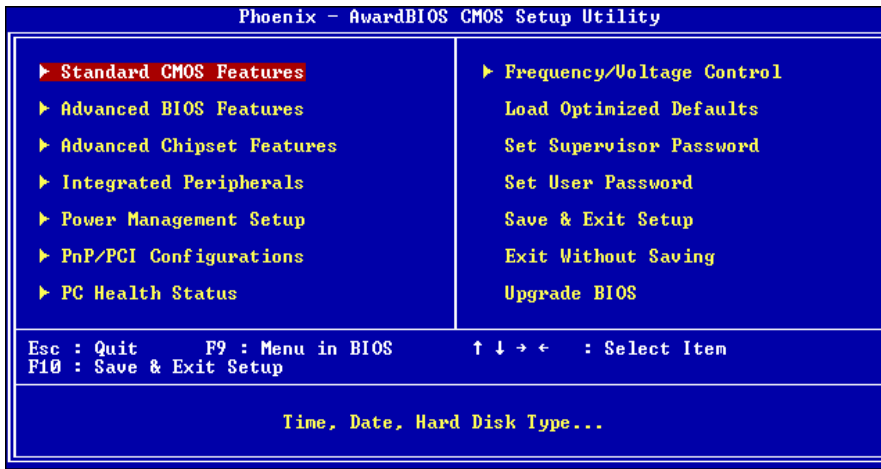 Phoenix - AwardBIOS CMOS Setup Utility
▶ Standard CMOS Features
▶ Advanced BIOS Features
▶ Advanced Chipset Features
▶ Integrated Peripherals
▶ Power Management Setup
▶ PnP/PCI Configurations
▶ PC Health Status
▶ Frequency/Voltage Control
Load Optimized Defaults
Set Supervisor Password
Set User Password
Save & Exit Setup
Exit Without Saving
Upgrade BIOS
Esc : Quit F9 : Menu in BIOS ↑ ↓ → ← : Select Item
F10 : Save & Exit Setup
Time, Date, Hard Disk Type...